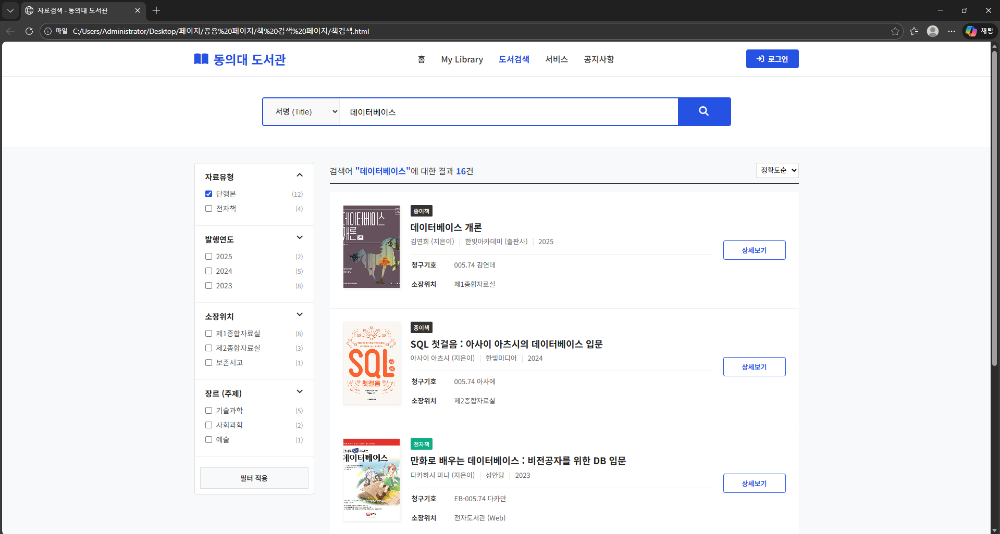 자료검색 - 동의대 도서관
파일 C:/Users/Administrator/Desktop/페이지/공용%20페이지/책%20검색%20페이지/책검색.html
채팅
동의대 도서관
홈 My Library 도서검색 서비스 공지사항
로그인
서명 (Title)
데이터베이스
자료유형
단행본 (12)
전자책 (4)
발행연도
2025 (2)
2024 (5)
2023 (8)
소장위치
제1종합자료실 (8)
제2종합자료실 (3)
보존서고 (1)
장르 (주제)
기술과학 (5)
사회과학 (2)
예술 (1)
필터 적용
검색어 "데이터베이스"에 대한 결과 16건
정확도순
데이터베이스
개론
종이책
데이터베이스 개론
김연희 (지은이) | 한빛아카데미 (출판사) | 2025
청구기호 005.74 김연데
소장위치 제1종합자료실
상세보기
SQL
첫걸음
종이책
SQL 첫걸음 : 아사이 아츠시의 데이터베이스 입문
아사이 아츠시 (지은이) | 한빛미디어 | 2024
청구기호 005.74 아사에
소장위치 제2종합자료실
상세보기
만화로 배우는
데이터베이스
전자책
만화로 배우는 데이터베이스 : 비전공자를 위한 DB 입문
다카하시 마나 (지은이) | 성안당 | 2023
청구기호 EB-005.74 다카만
소장위치 전자도서관 (Web)
상세보기